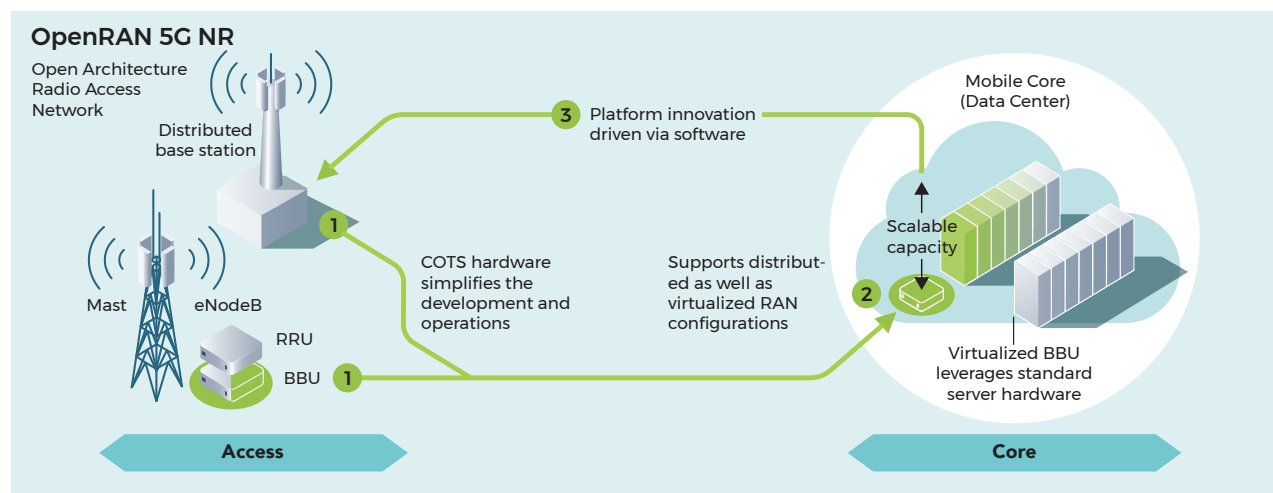 OpenRAN 5G NR
Open Architecture
Radio Access
Network
Distributed
base station
1
Mast
eNodeB
RRU
BBU
1
3
Platform innovation
driven via software
COTS hardware
simplifies the
development and
operations
Supports distribut-
ed as well as
virtualized RAN
configurations
Mobile Core
(Data Center)
Scalable
capacity
2
Virtualized BBU
leverages standard
server hardware
Access
Core